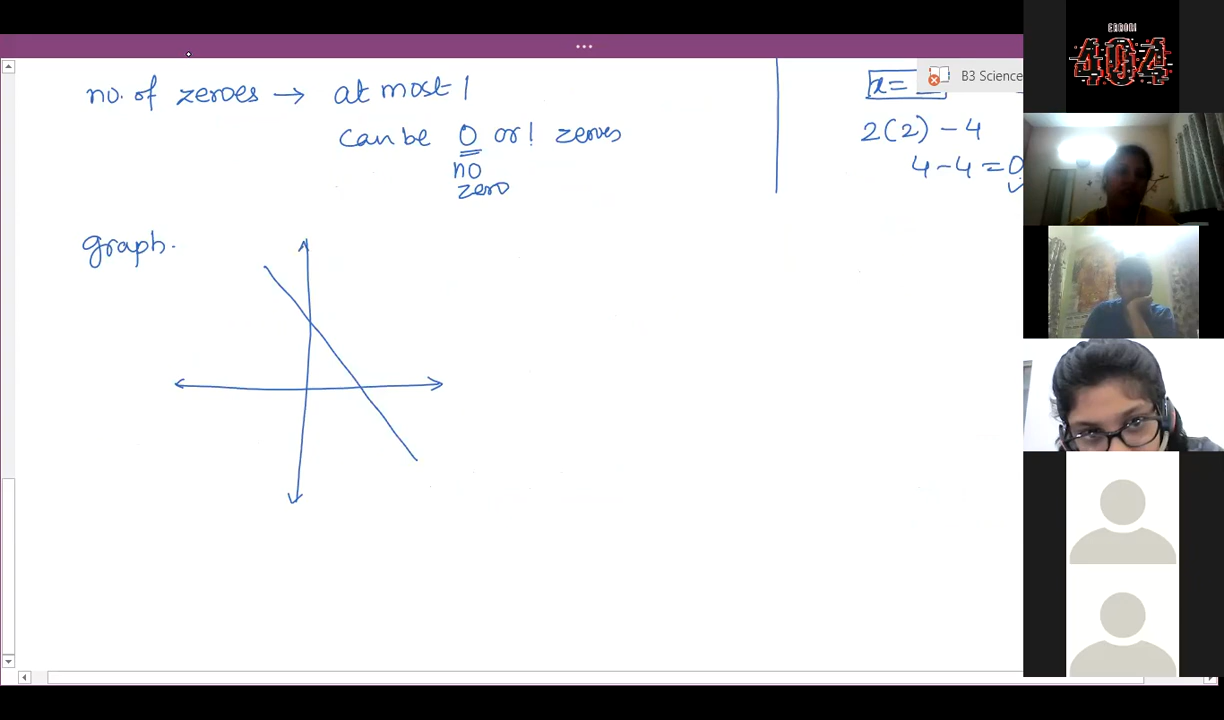 ERROR!
404
B3 Science
no. of zeroes → at most 1
can be 0 or 1 zeroes
no
zero
x =
2(2) - 4
4 - 4 = 0
graph.